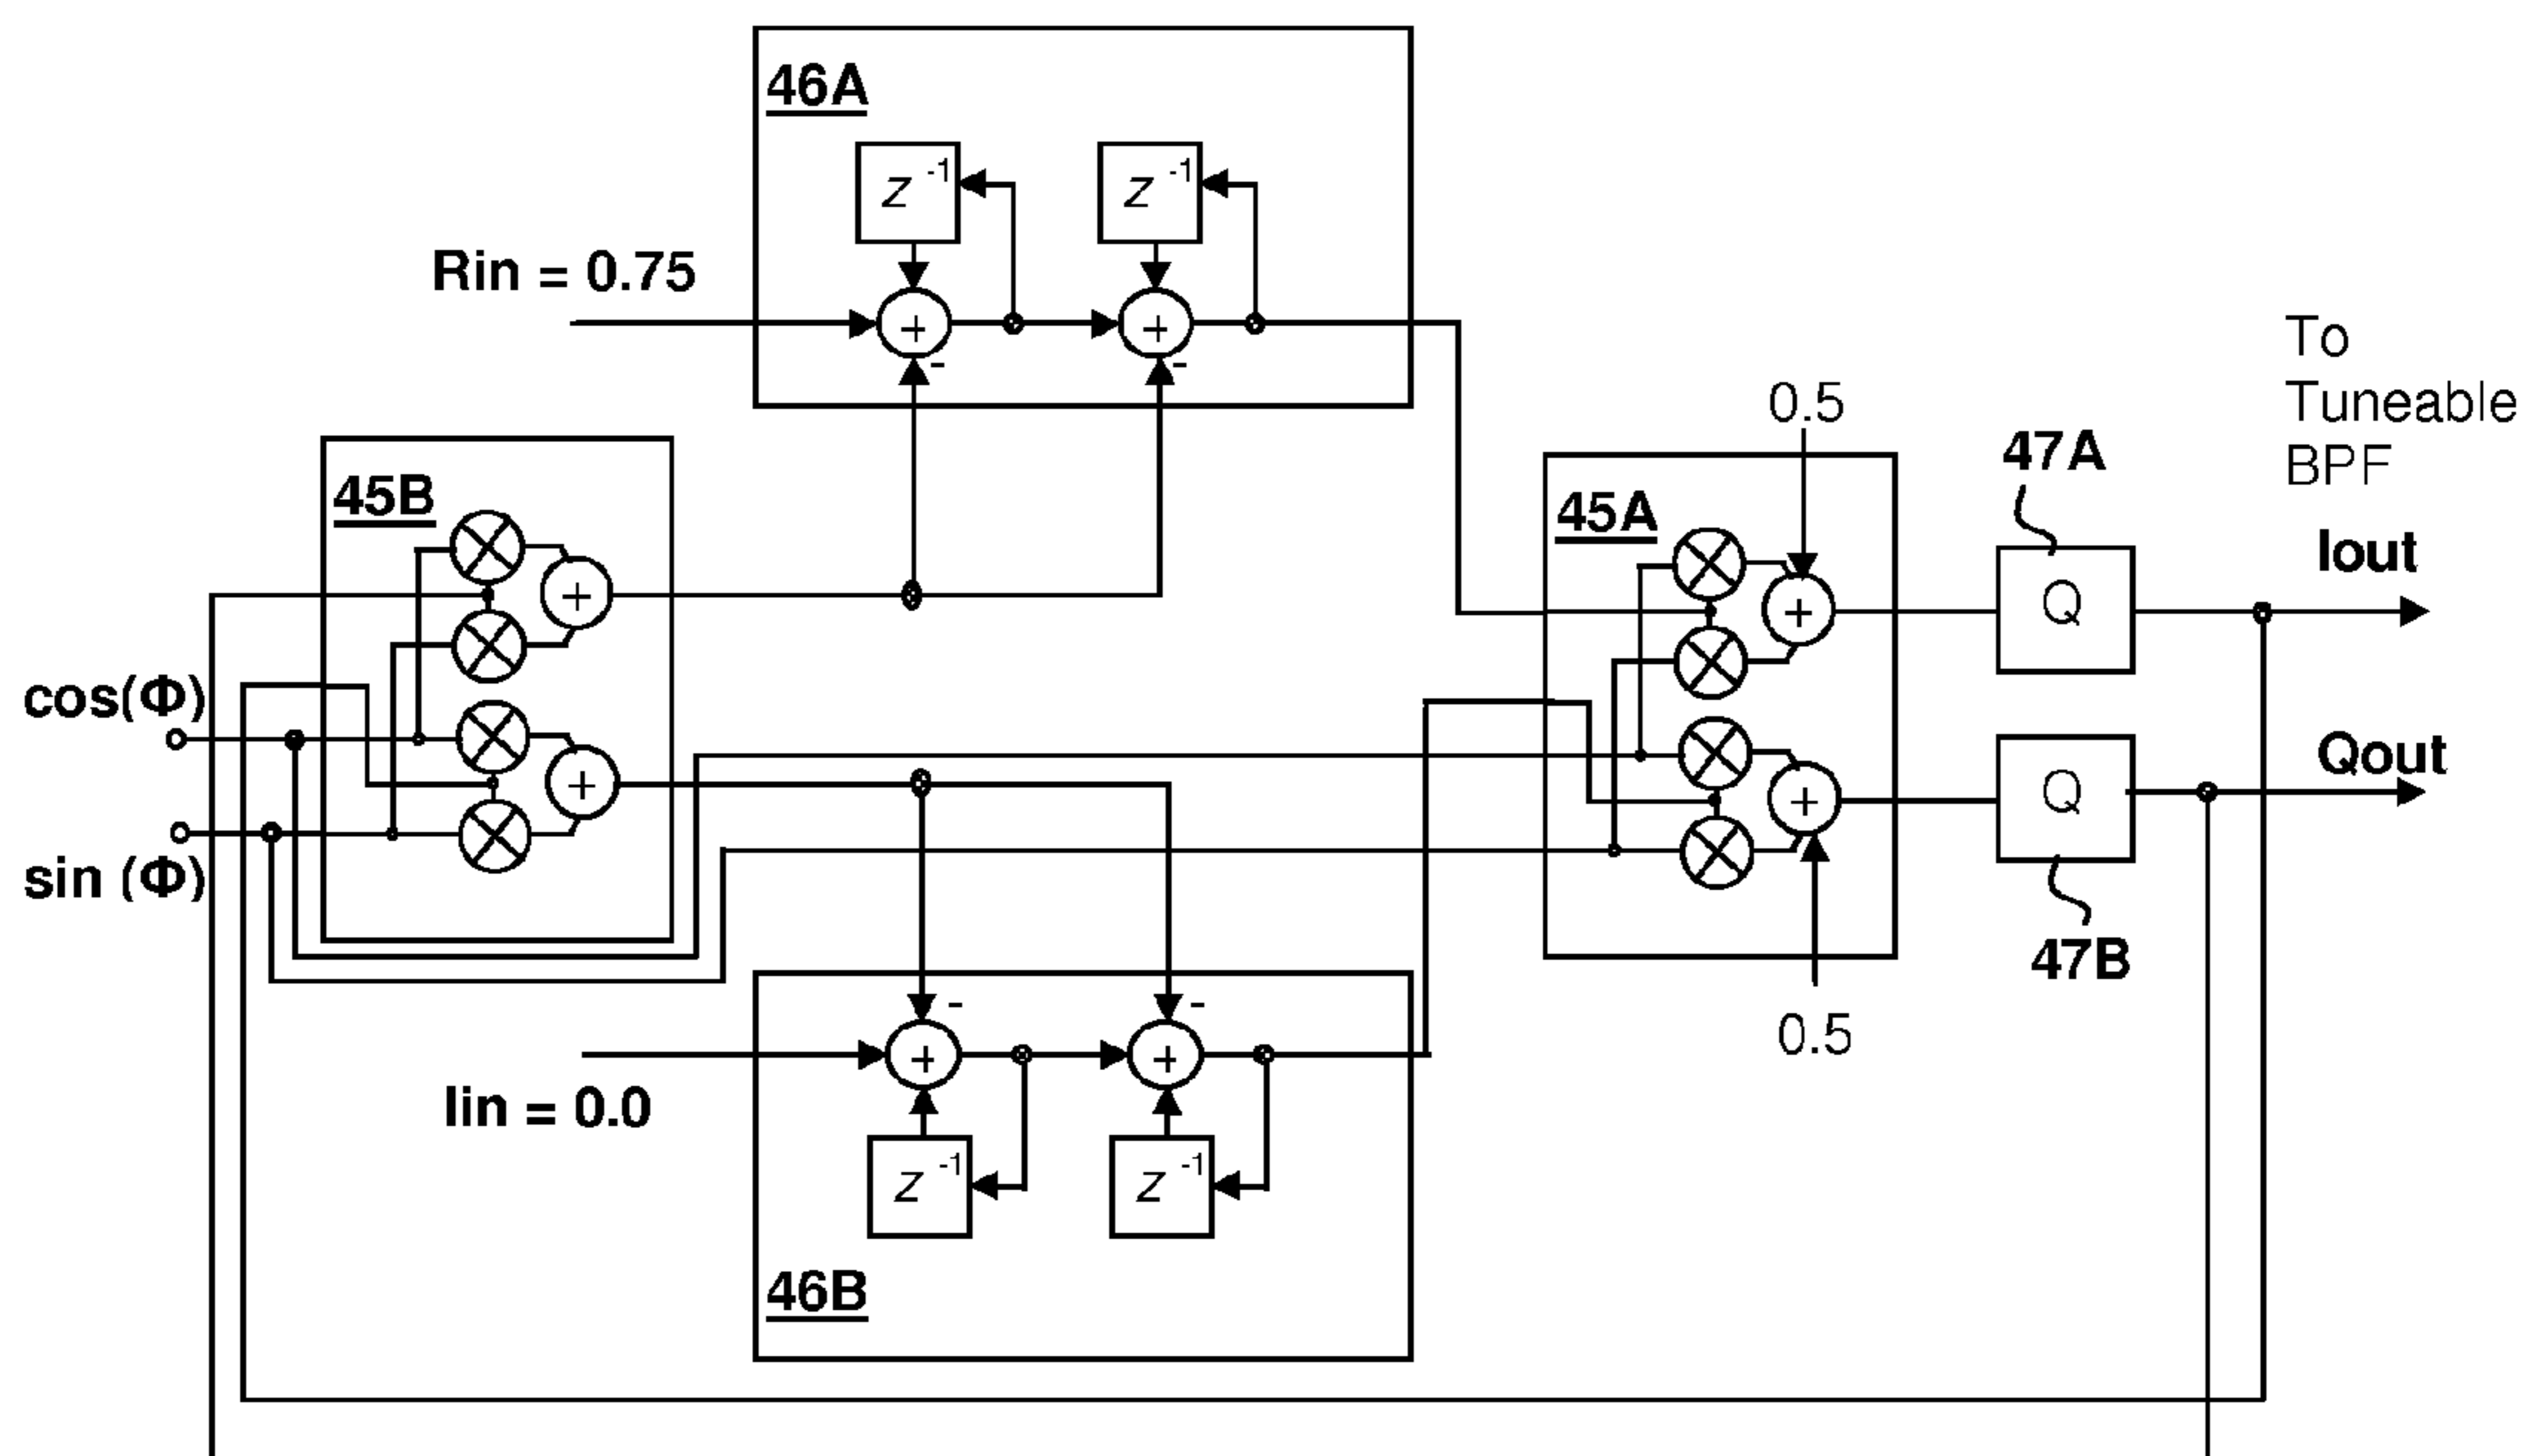 46A
z -1
z -1
Rin = 0.75
+
+
-
-
To
Tuneable
BPF
0.5
47A
45B
45A
Iout
+
+
Q
cos(Φ)
Qout
+
+
Q
sin (Φ)
47B
-
-
0.5
+
+
Iin = 0.0
z -1
z -1
46B